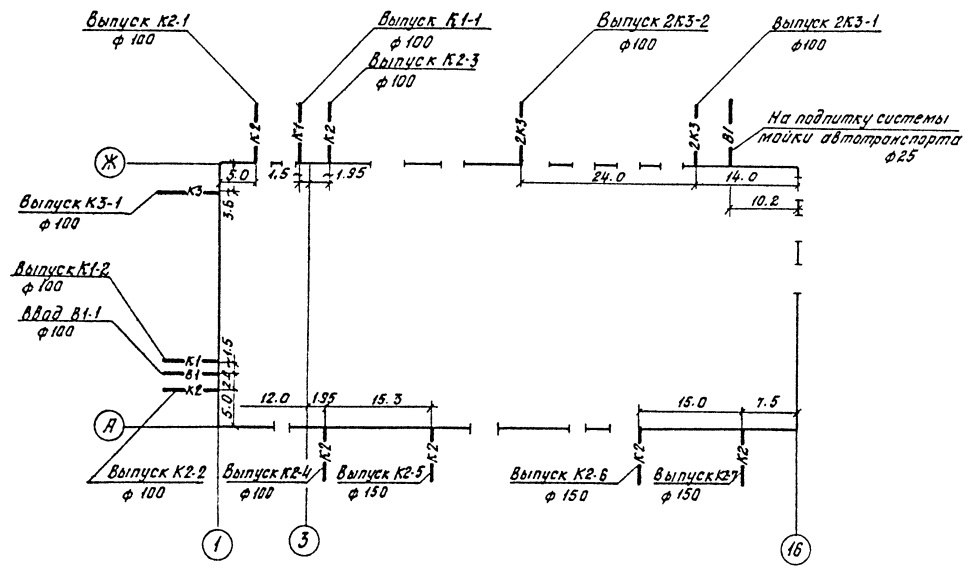 Выпуск К2-1
ф 100
Выпуск К1-1
ф 100
Выпуск К2-3
ф 100
Выпуск 2К3-2
ф100
Выпуск 2К3-1
ф100
На подпитку системы
мойки автотранспорта
ф 25
К2
К1
К2
2К3
2К3
В1
Ж
5.0
1.5
1.95
24.0
14.0
10.2
К3
3.6
Выпуск К3-1
ф 100
Выпуск К1-2
ф 100
Ввод В1-1
ф 100
К1
В1
К2
1.5
5.0
12.0
1.95
15.3
15.0
7.5
А
К2
К2
К2
К2
Выпуск К2-2
ф 100
Выпуск К2-4
ф100
Выпуск К2-5
ф 150
Выпуск К2-6
ф 150
Выпуск К2-7
ф 150
1
3
16